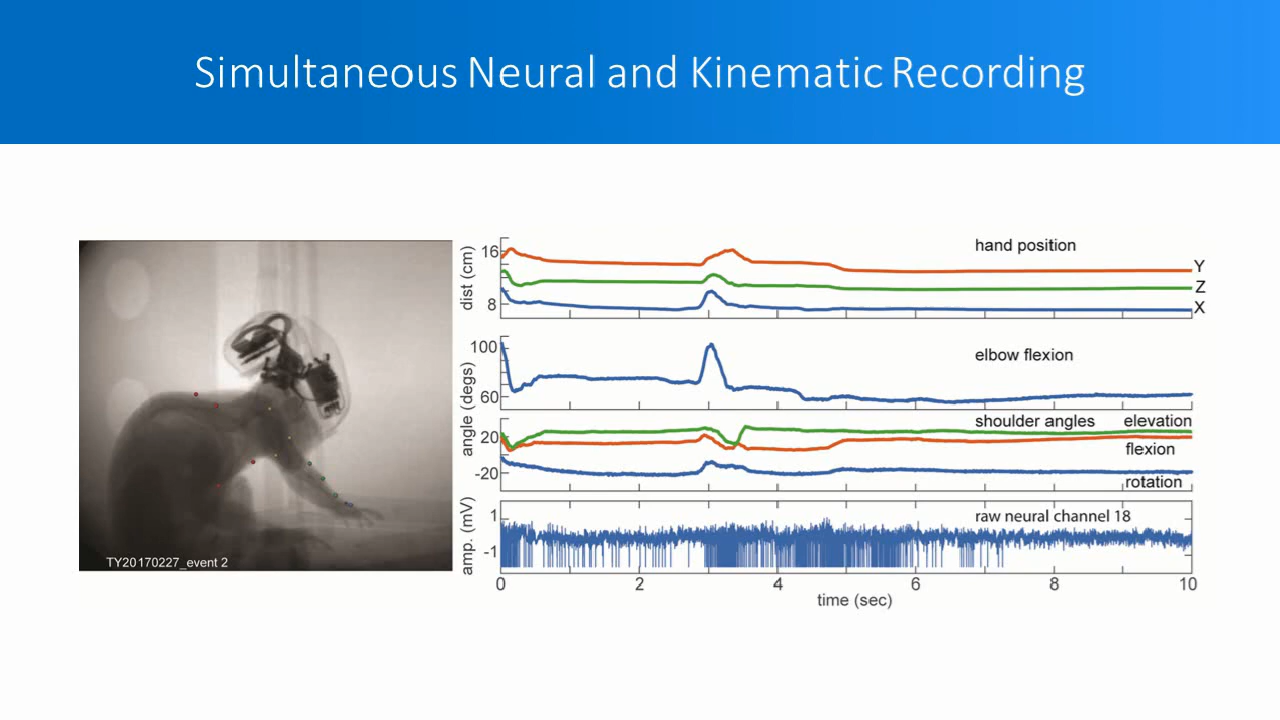 Simultaneous Neural and Kinematic Recording
TY20170227_event 2
dist (cm)
16
8
hand position
Y
Z
X
angle (degs)
100
60
elbow flexion
20
-20
shoulder angles
elevation
flexion
rotation
amp. (mV)
1
-1
raw neural channel 18
0 2 4 6 8 10
time (sec)